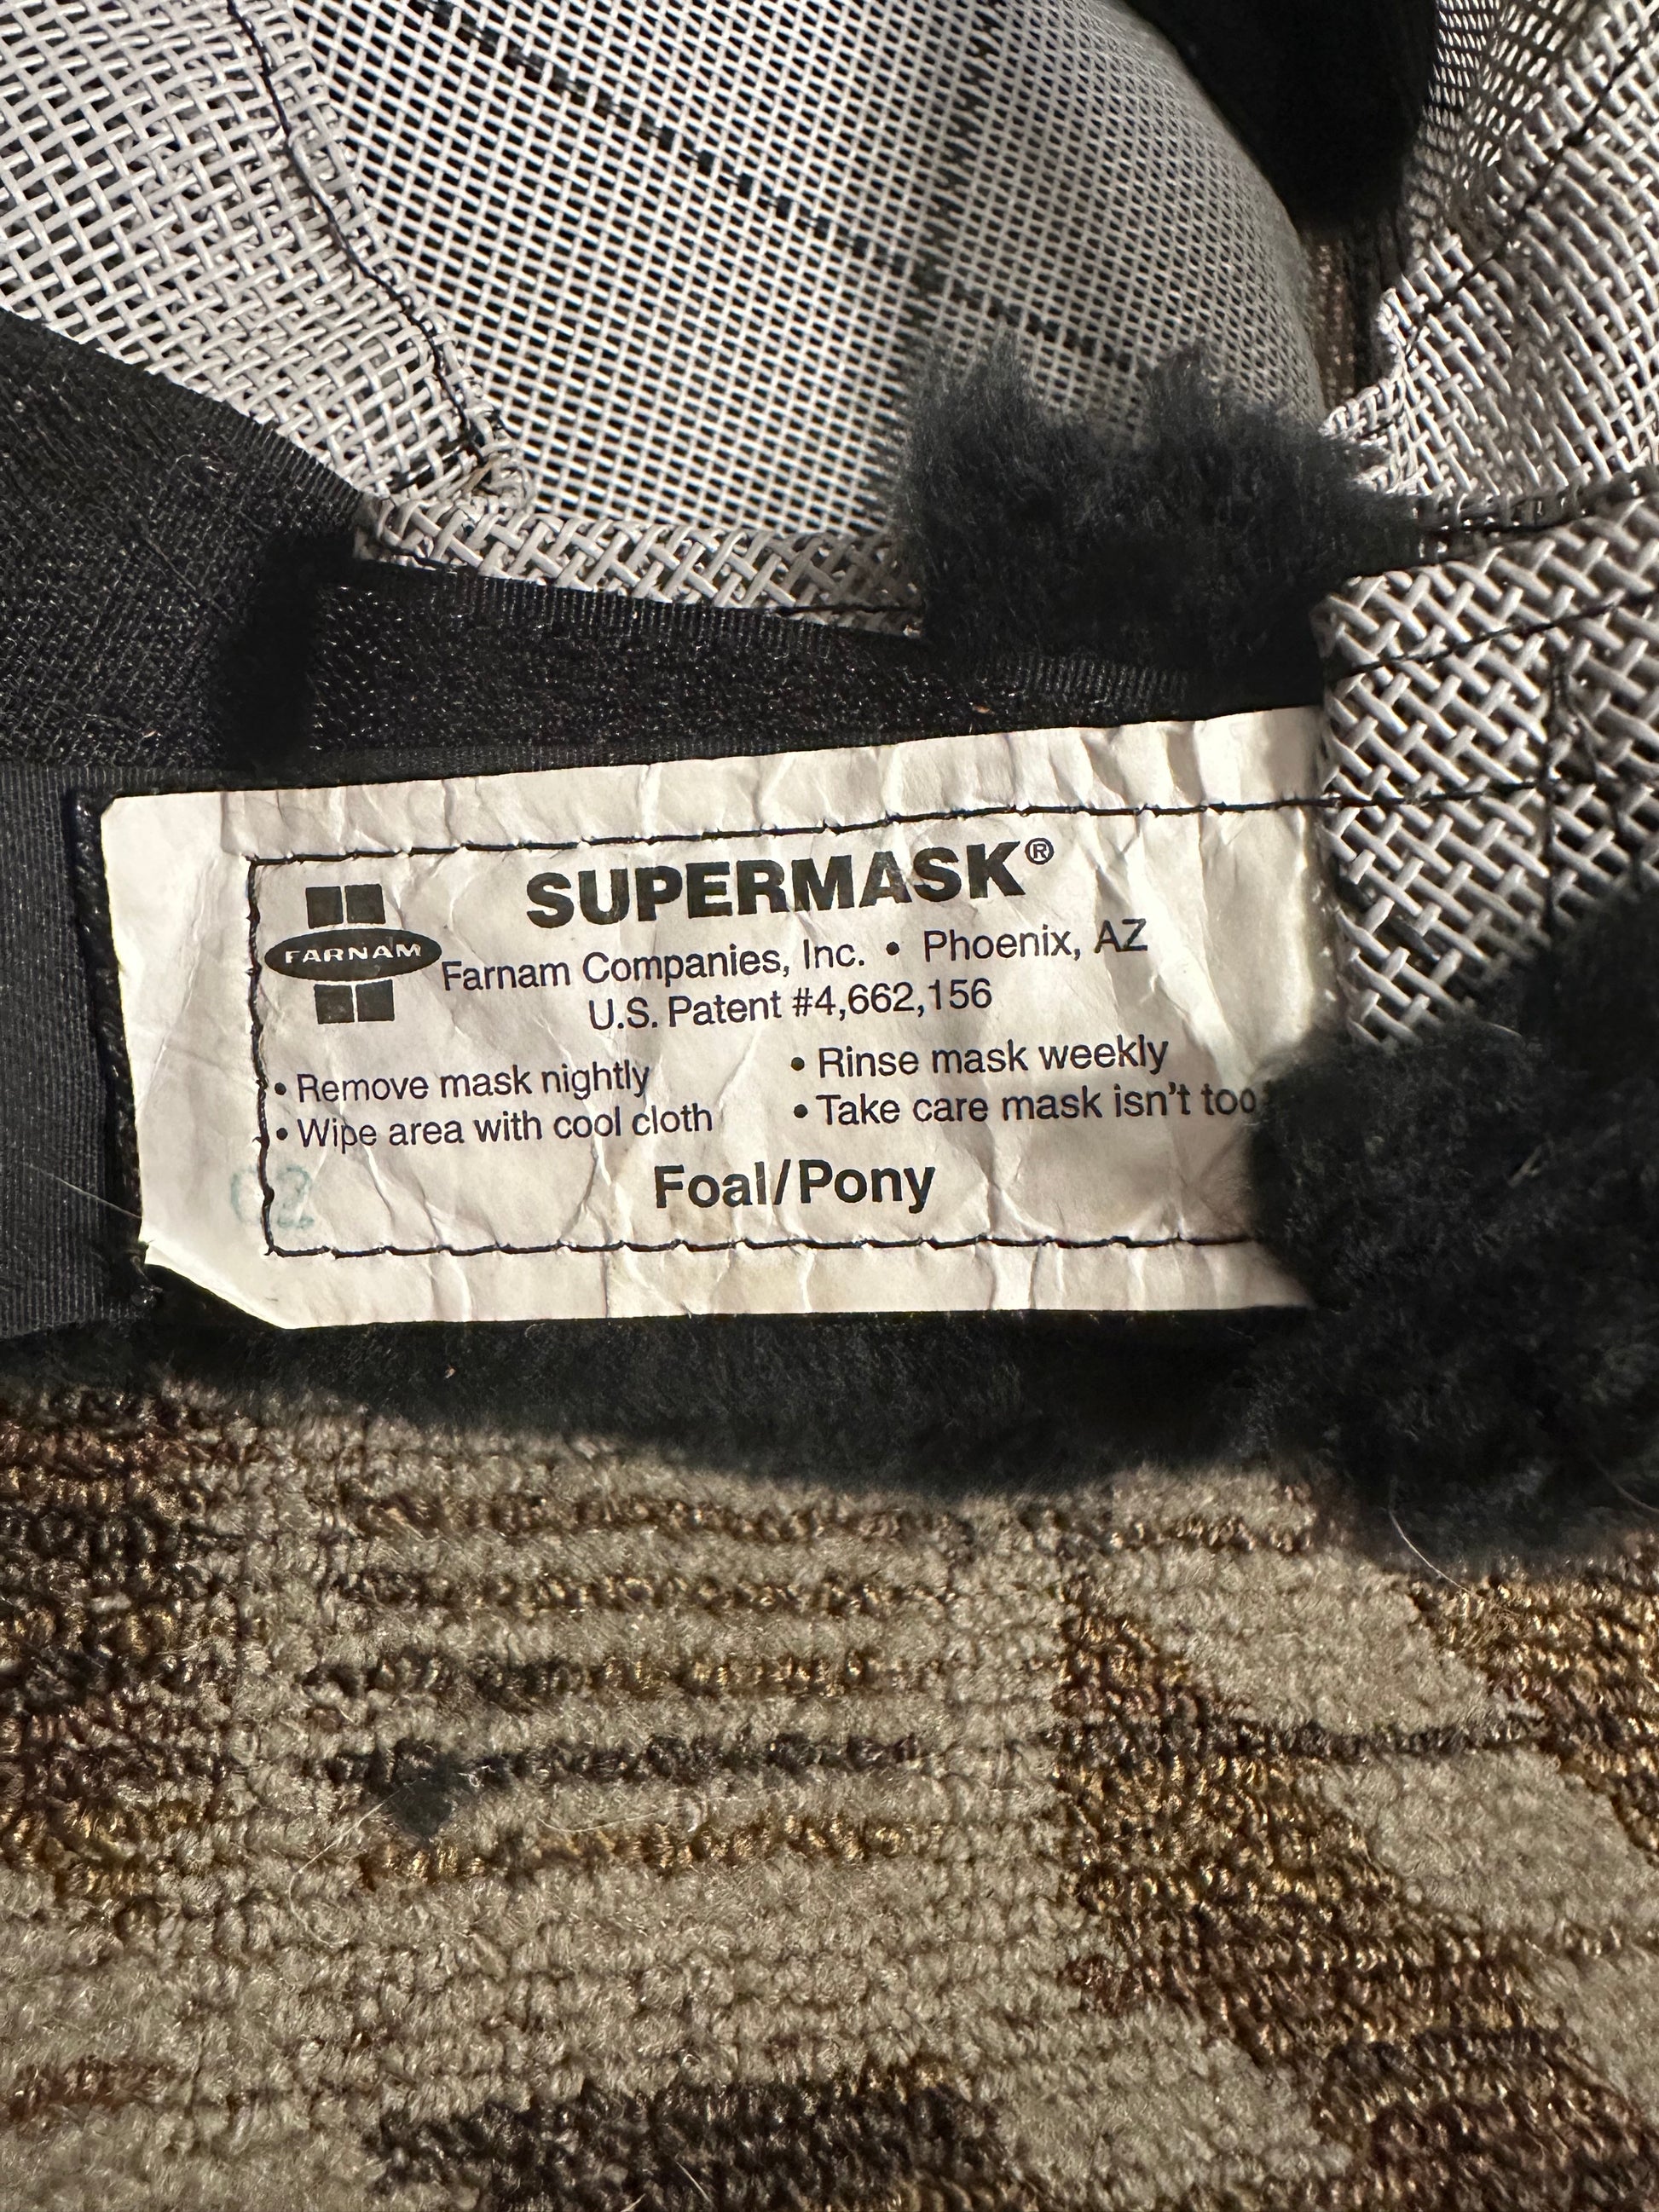 SUPERMASK®
FARNAM
Farnam Companies, Inc. • Phoenix, AZ
U.S. Patent #4,662,156
• Remove mask nightly
• Wipe area with cool cloth
• Rinse mask weekly
• Take care mask isn't too
Foal/Pony
02